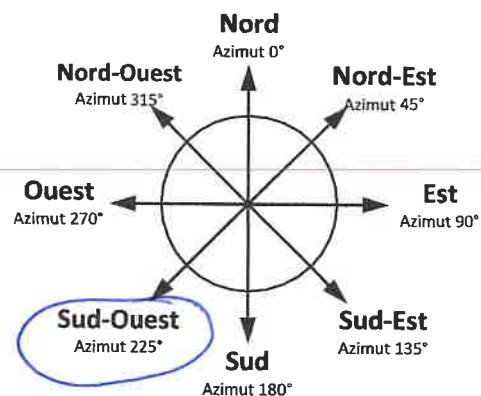 Nord
Azimut 0°
Nord-Ouest
Azimut 315°
Nord-Est
Azimut 45°
Ouest
Azimut 270°
Est
Azimut 90°
Sud-Ouest
Azimut 225°
Sud-Est
Azimut 135°
Sud
Azimut 180°